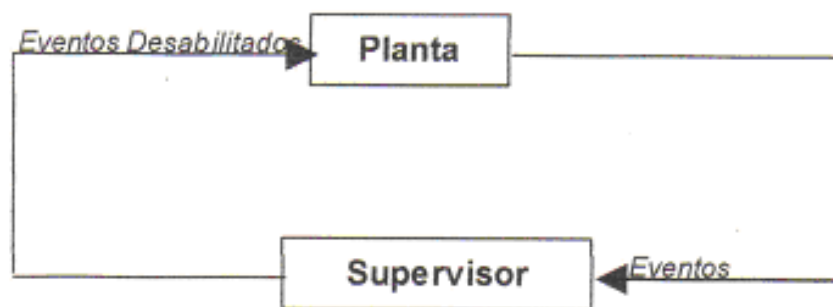 Eventos Desabilitados
Planta
Supervisor
Eventos